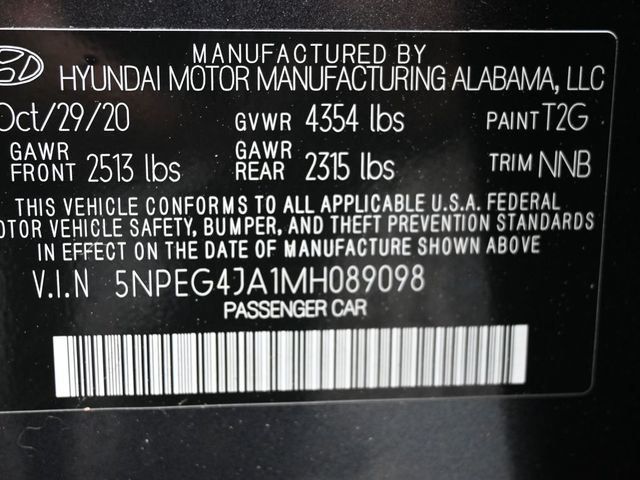 MANUFACTURED BY
HYUNDAI MOTOR MANUFACTURING ALABAMA, LLC
Oct/29/20 GVWR 4354 lbs PAINT T2G
GAWR FRONT 2513 lbs GAWR REAR 2315 lbs TRIM NNB
THIS VEHICLE CONFORMS TO ALL APPLICABLE U.S.A. FEDERAL
OTOR VEHICLE SAFETY, BUMPER, AND THEFT PREVENTION STANDARDS
IN EFFECT ON THE DATE OF MANUFACTURE SHOWN ABOVE
V.I.N 5NPEG4JA1MH089098
PASSENGER CAR